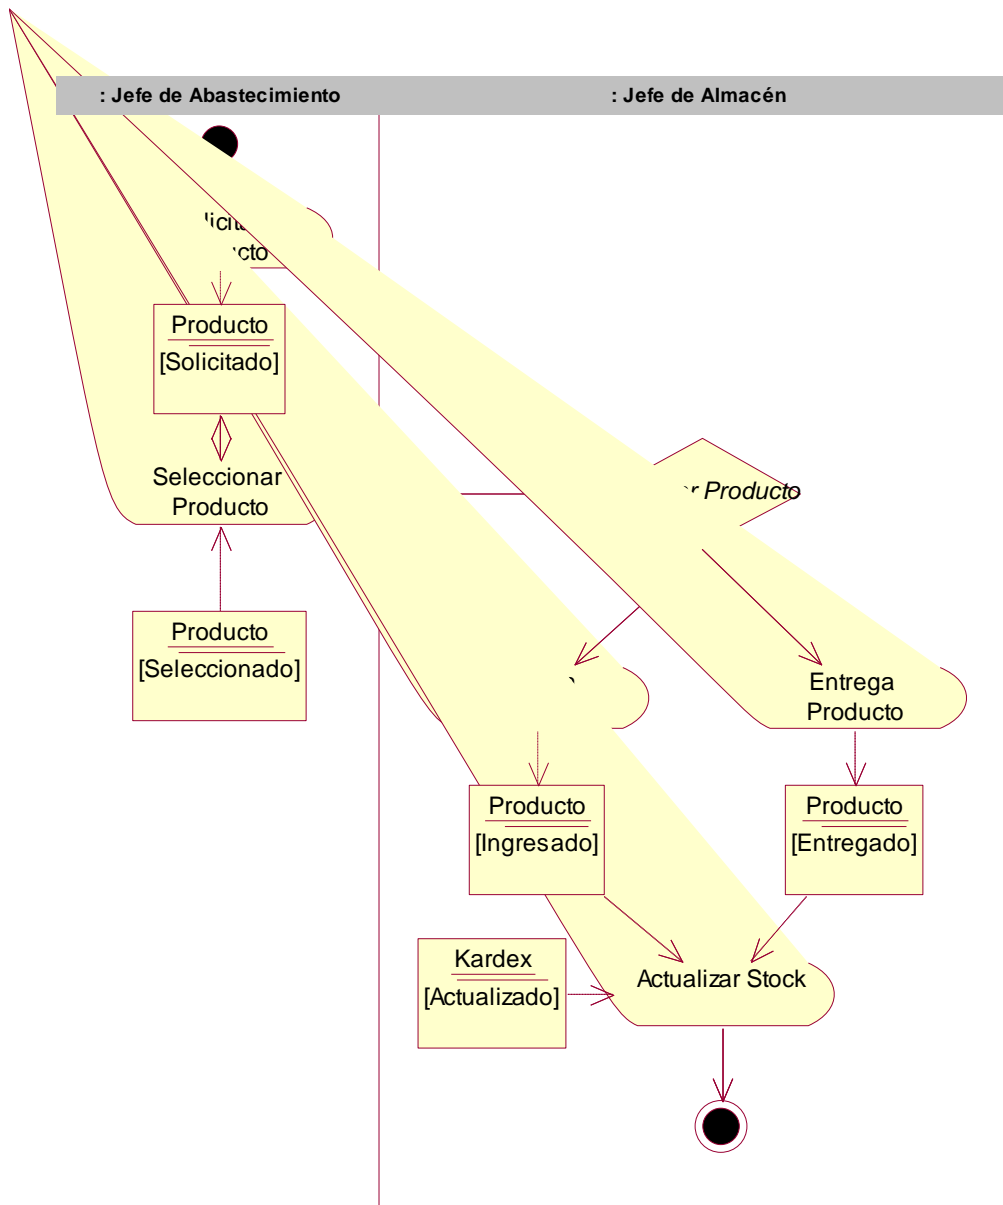 : Jefe de Abastecimiento
: Jefe de Almacén
Producto
[Solicitado]
Seleccionar
Producto
Producto
[Seleccionado]
Producto
Entrega
Producto
Producto
[Ingresado]
Producto
[Entregado]
Kardex
[Actualizado]
Actualizar Stock